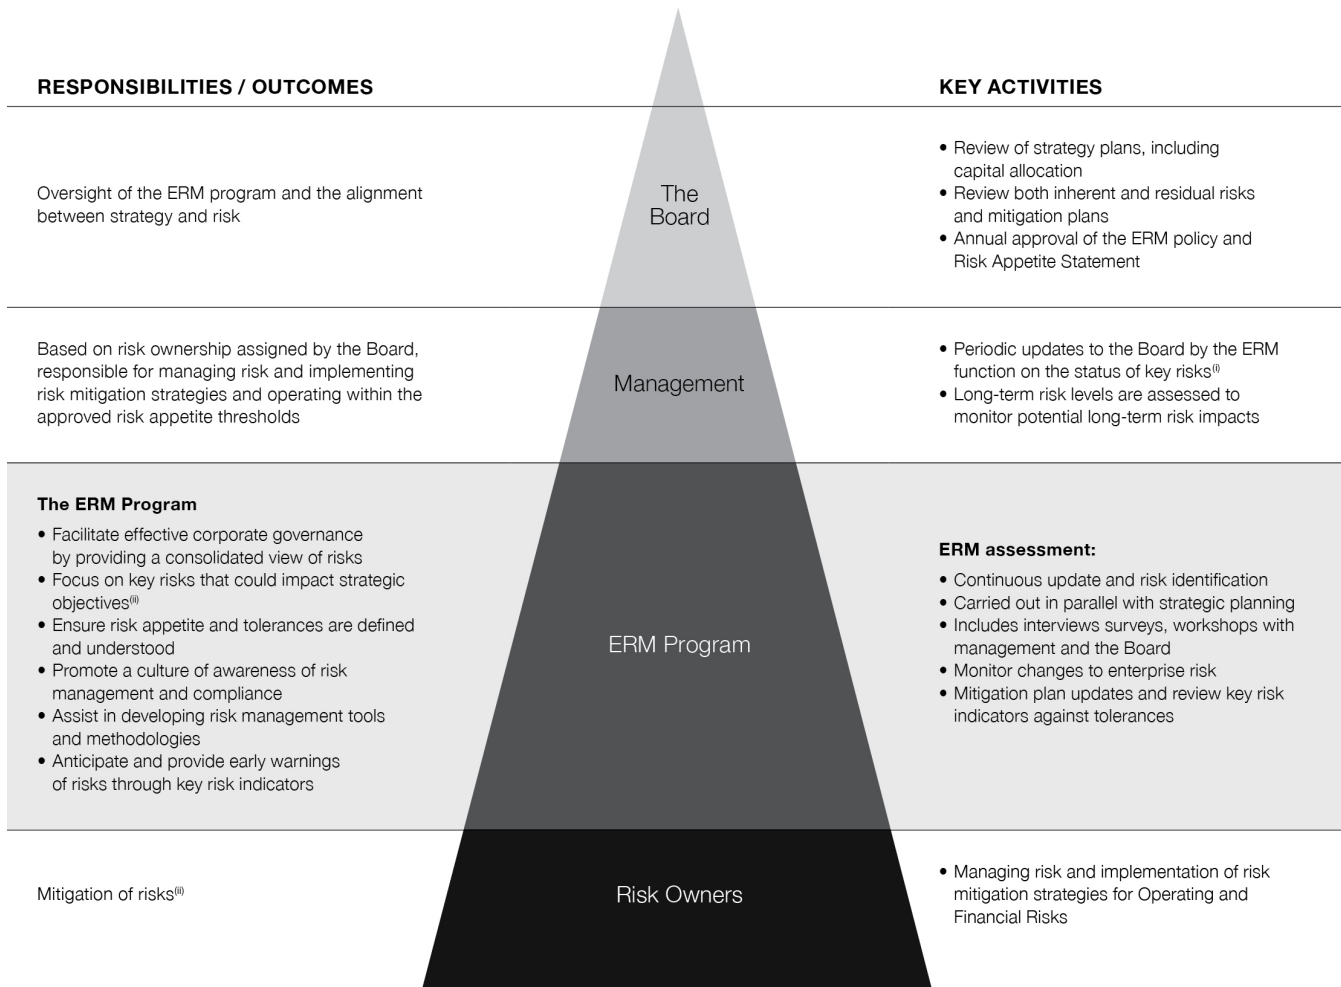 RESPONSIBILITIES / OUTCOMES
KEY ACTIVITIES
Oversight of the ERM program and the alignment
between strategy and risk
The
Board
• Review of strategy plans, including
capital allocation
• Review both inherent and residual risks
and mitigation plans
• Annual approval of the ERM policy and
Risk Appetite Statement
Based on risk ownership assigned by the Board,
responsible for managing risk and implementing
risk mitigation strategies and operating within the
approved risk appetite thresholds
Management
• Periodic updates to the Board by the ERM
function on the status of key risks(i)
• Long-term risk levels are assessed to
monitor potential long-term risk impacts
The ERM Program
• Facilitate effective corporate governance
by providing a consolidated view of risks
• Focus on key risks that could impact strategic
objectives(ii)
• Ensure risk appetite and tolerances are defined
and understood
• Promote a culture of awareness of risk
management and compliance
• Assist in developing risk management tools
and methodologies
• Anticipate and provide early warnings
of risks through key risk indicators
ERM Program
ERM assessment:
• Continuous update and risk identification
• Carried out in parallel with strategic planning
• Includes interviews surveys, workshops with
management and the Board
• Monitor changes to enterprise risk
• Mitigation plan updates and review key risk
indicators against tolerances
Mitigation of risks(ii)
Risk Owners
• Managing risk and implementation of risk
mitigation strategies for Operating and
Financial Risks